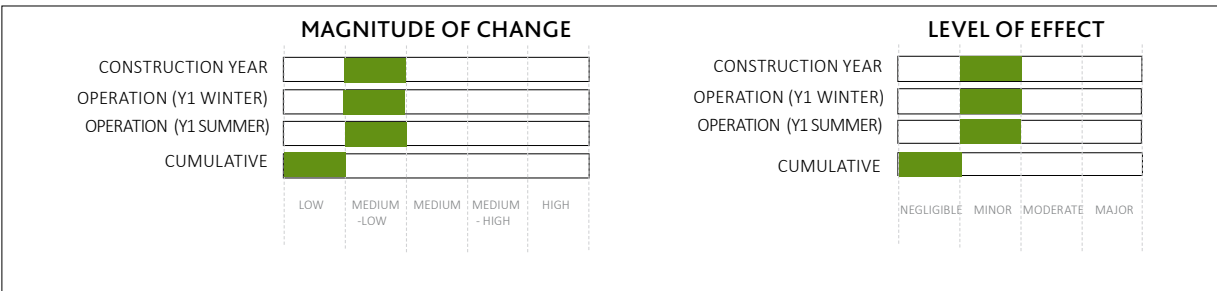 MAGNITUDE OF CHANGE
CONSTRUCTION YEAR
OPERATION (Y1 WINTER)
OPERATION (Y1 SUMMER)
CUMULATIVE
LOW
MEDIUM
-LOW
MEDIUM
MEDIUM
- HIGH
HIGH
LEVEL OF EFFECT
CONSTRUCTION YEAR
OPERATION (Y1 WINTER)
OPERATION (Y1 SUMMER)
CUMULATIVE
NEGLIGIBLE
MINOR
MODERATE
MAJOR